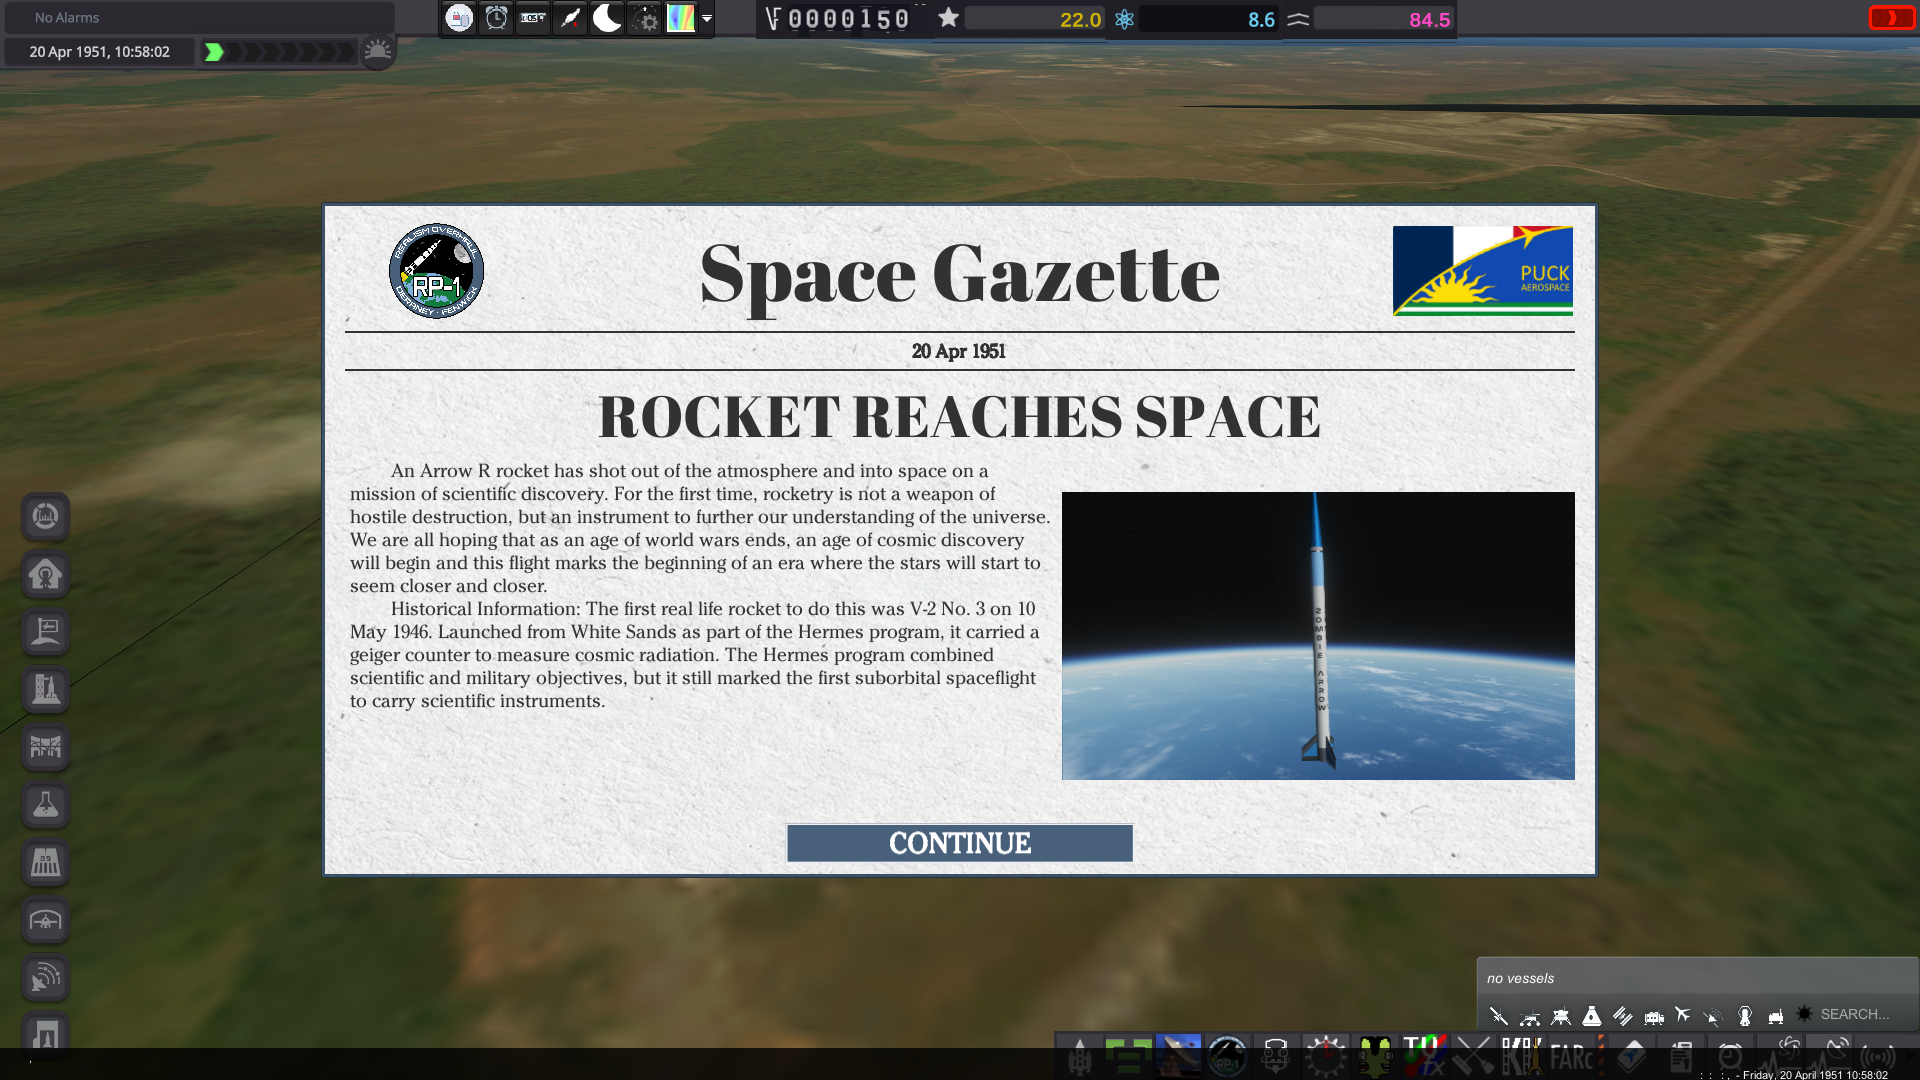 No Alarms
20 Apr 1951, 10:58:02
0000150
22.0
8.6
84.5
REALISM OVERHAUL
RP-1
Space Gazette
PUCK
AEROSPACE
20 Apr 1951
ROCKET REACHES SPACE
An Arrow R rocket has shot out of the atmosphere and into space on a
mission of scientific discovery. For the first time, rocketry is not a weapon of
hostile destruction, but an instrument to further our understanding of the universe.
We are all hoping that as an age of world wars ends, an age of cosmic discovery
will begin and this flight marks the beginning of an era where the stars will start to
seem closer and closer.
Historical Information: The first real life rocket to do this was V-2 No. 3 on 10
May 1946. Launched from White Sands as part of the Hermes program, it carried a
geiger counter to measure cosmic radiation. The Hermes program combined
scientific and military objectives, but it still marked the first suborbital spaceflight
to carry scientific instruments.
ZOMBIE ARROW
CONTINUE
no vessels
SEARCH...
FARc
- Friday, 20 April 1951 10:58:02